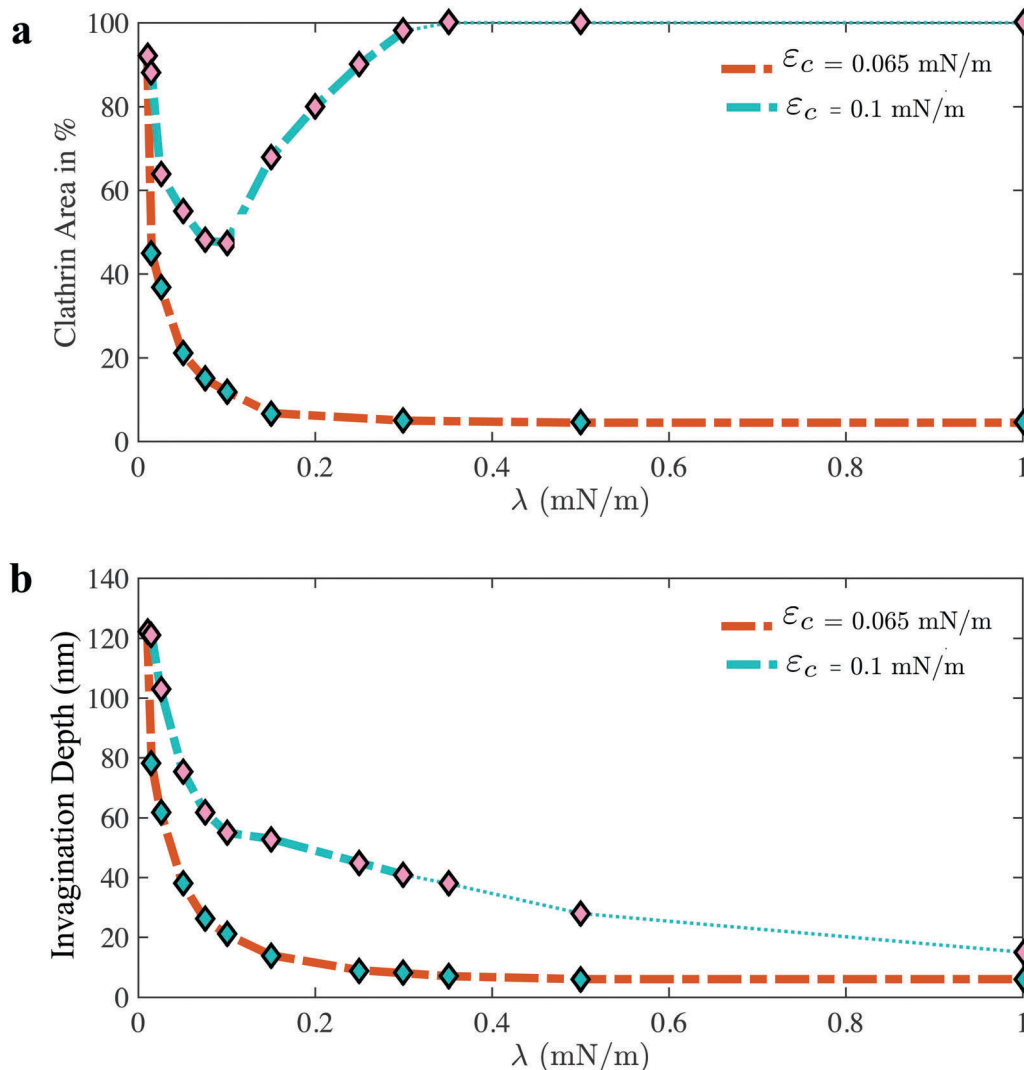 a
100
80
60
40
20
0
Clathrin Area in %
εc = 0.065 mN/m
εc = 0.1 mN/m
0 0.2 0.4 0.6 0.8 1
λ (mN/m)
b
140
120
100
80
60
40
20
0
Invagination Depth (nm)
εc = 0.065 mN/m
εc = 0.1 mN/m
0 0.2 0.4 0.6 0.8 1
λ (mN/m)